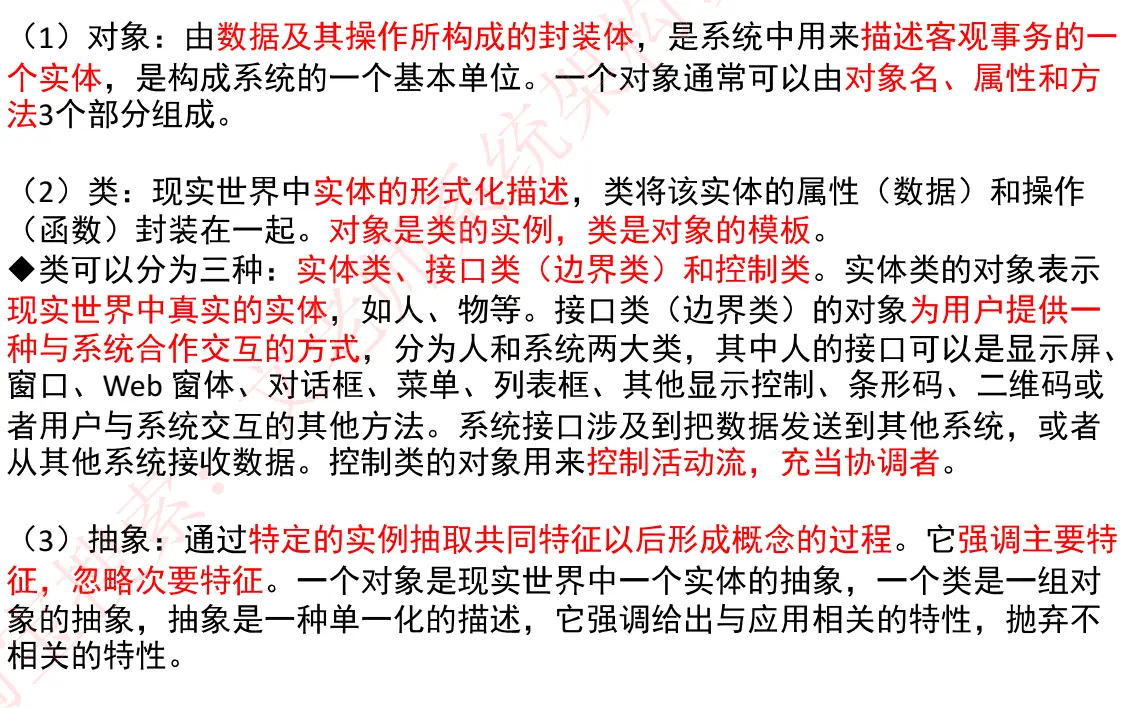 （1）对象：由数据及其操作所构成的封装体，是系统中用来描述客观事务的一
个实体，是构成系统的一个基本单位。一个对象通常可以由对象名、属性和方
法3个部分组成。
（2）类：现实世界中实体的形式化描述，类将该实体的属性（数据）和操作
（函数）封装在一起。对象是类的实例，类是对象的模板。
◆类可以分为三种：实体类、接口类（边界类）和控制类。实体类的对象表示
现实世界中真实的实体，如人、物等。接口类（边界类）的对象为用户提供一
种与系统合作交互的方式，分为人和系统两大类，其中人的接口可以是显示屏、
窗口、Web 窗体、对话框、菜单、列表框、其他显示控制、条形码、二维码或
者用户与系统交互的其他方法。系统接口涉及到把数据发送到其他系统，或者
从其他系统接收数据。控制类的对象用来控制活动流，充当协调者。
（3）抽象：通过特定的实例抽取共同特征以后形成概念的过程。它强调主要特
征，忽略次要特征。一个对象是现实世界中一个实体的抽象，一个类是一组对
象的抽象，抽象是一种单一化的描述，它强调给出与应用相关的特性，抛弃不
相关的特性。